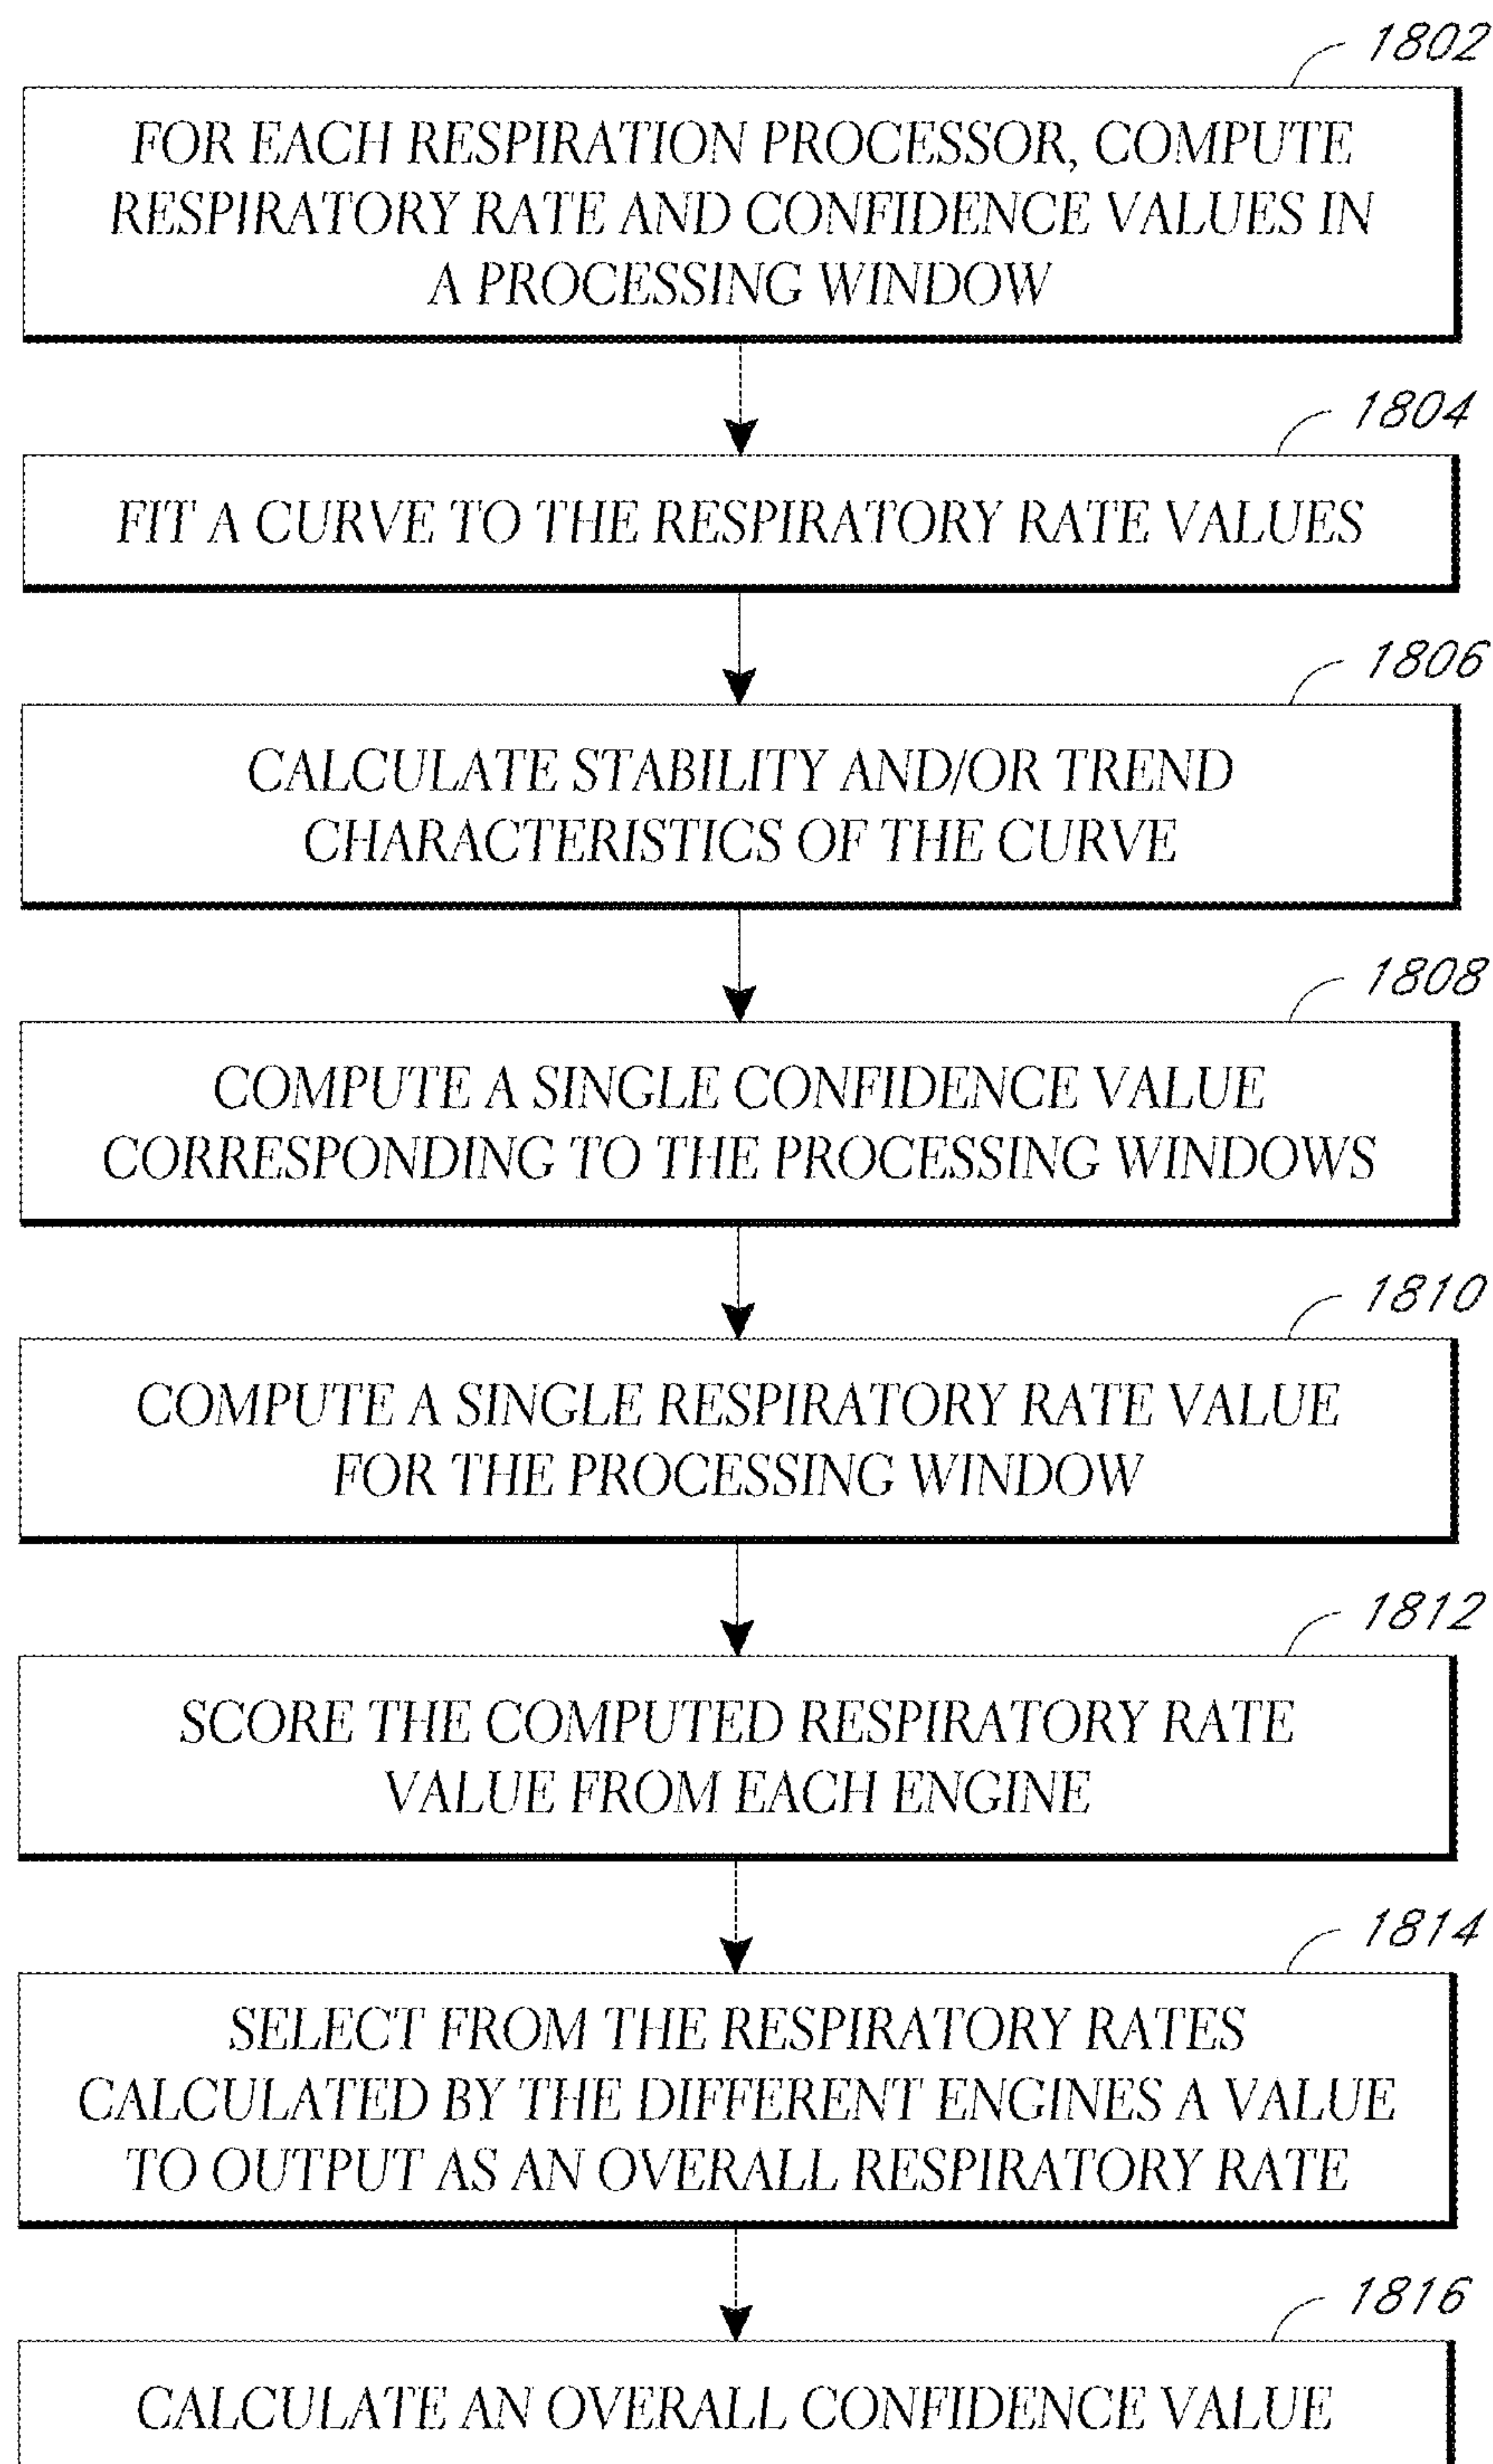 1802
FOR EACH RESPIRATION PROCESSOR, COMPUTE
RESPIRATORY RATE AND CONFIDENCE VALUES IN
A PROCESSING WINDOW
1804
FIT A CURVE TO THE RESPIRATORY RATE VALUES
1806
CALCULATE STABILITY AND/OR TREND
CHARACTERISTICS OF THE CURVE
1808
COMPUTE A SINGLE CONFIDENCE VALUE
CORRESPONDING TO THE PROCESSING WINDOWS
1810
COMPUTE A SINGLE RESPIRATORY RATE VALUE
FOR THE PROCESSING WINDOW
1812
SCORE THE COMPUTED RESPIRATORY RATE
VALUE FROM EACH ENGINE
1814
SELECT FROM THE RESPIRATORY RATES
CALCULATED BY THE DIFFERENT ENGINES A VALUE
TO OUTPUT AS AN OVERALL RESPIRATORY RATE
1816
CALCULATE AN OVERALL CONFIDENCE VALUE